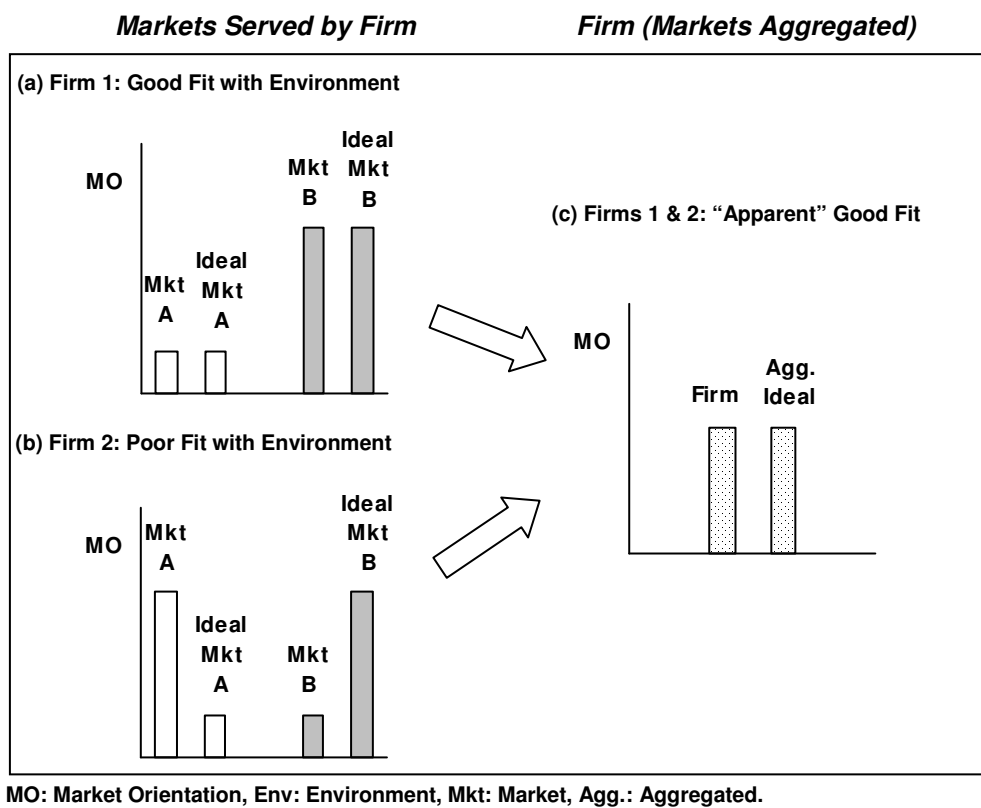 Markets Served by Firm
Firm (Markets Aggregated)
(a) Firm 1: Good Fit with Environment
MO
Mkt
A
Ideal
Mkt
A
Mkt
B
Ideal
Mkt
B
(b) Firm 2: Poor Fit with Environment
MO
Mkt
A
Ideal
Mkt
A
Mkt
B
Ideal
Mkt
B
(c) Firms 1 & 2: “Apparent” Good Fit
MO
Firm
Agg.
Ideal
MO: Market Orientation, Env: Environment, Mkt: Market, Agg.: Aggregated.